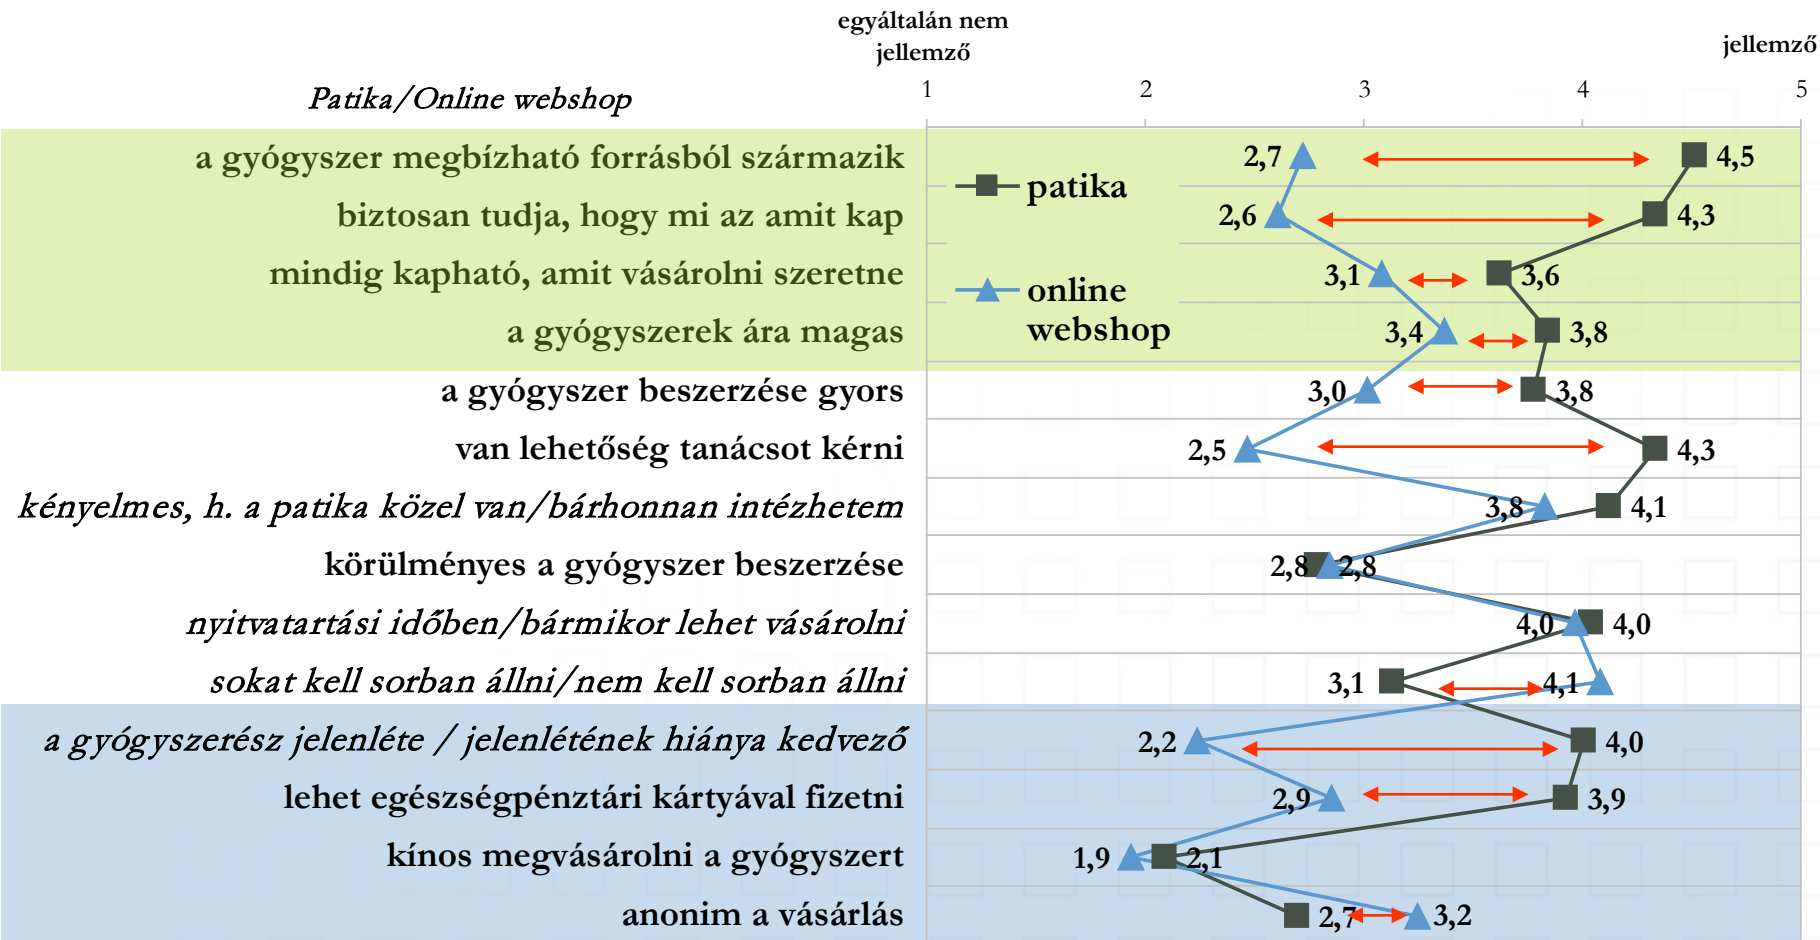 egyáltalán nem
jellemző
jellemző
Patika/Online webshop
1 2 3 4 5
a gyógyszer megbízható forrásból származik 2,7 4,5
patika
biztosan tudja, hogy mi az amit kap 2,6 4,3
mindig kapható, amit vásárolni szeretne 3,1 3,6
online
webshop
a gyógyszerek ára magas 3,4 3,8
a gyógyszer beszerzése gyors 3,0 3,8
van lehetőség tanácsot kérni 2,5 4,3
kényelmes, h. a patika közel van/bárhonnan intézhetem 3,8 4,1
körülményes a gyógyszer beszerzése 2,8 2,8
nyitvatartási időben/bármikor lehet vásárolni 4,0 4,0
sokat kell sorban állni/nem kell sorban állni 3,1 4,1
a gyógyszerész jelenléte / jelenlétének hiánya kedvező 2,2 4,0
lehet egészségpénztári kártyával fizetni 2,9 3,9
kínos megvásárolni a gyógyszert 1,9 2,1
anonim a vásárlás 2,7 3,2